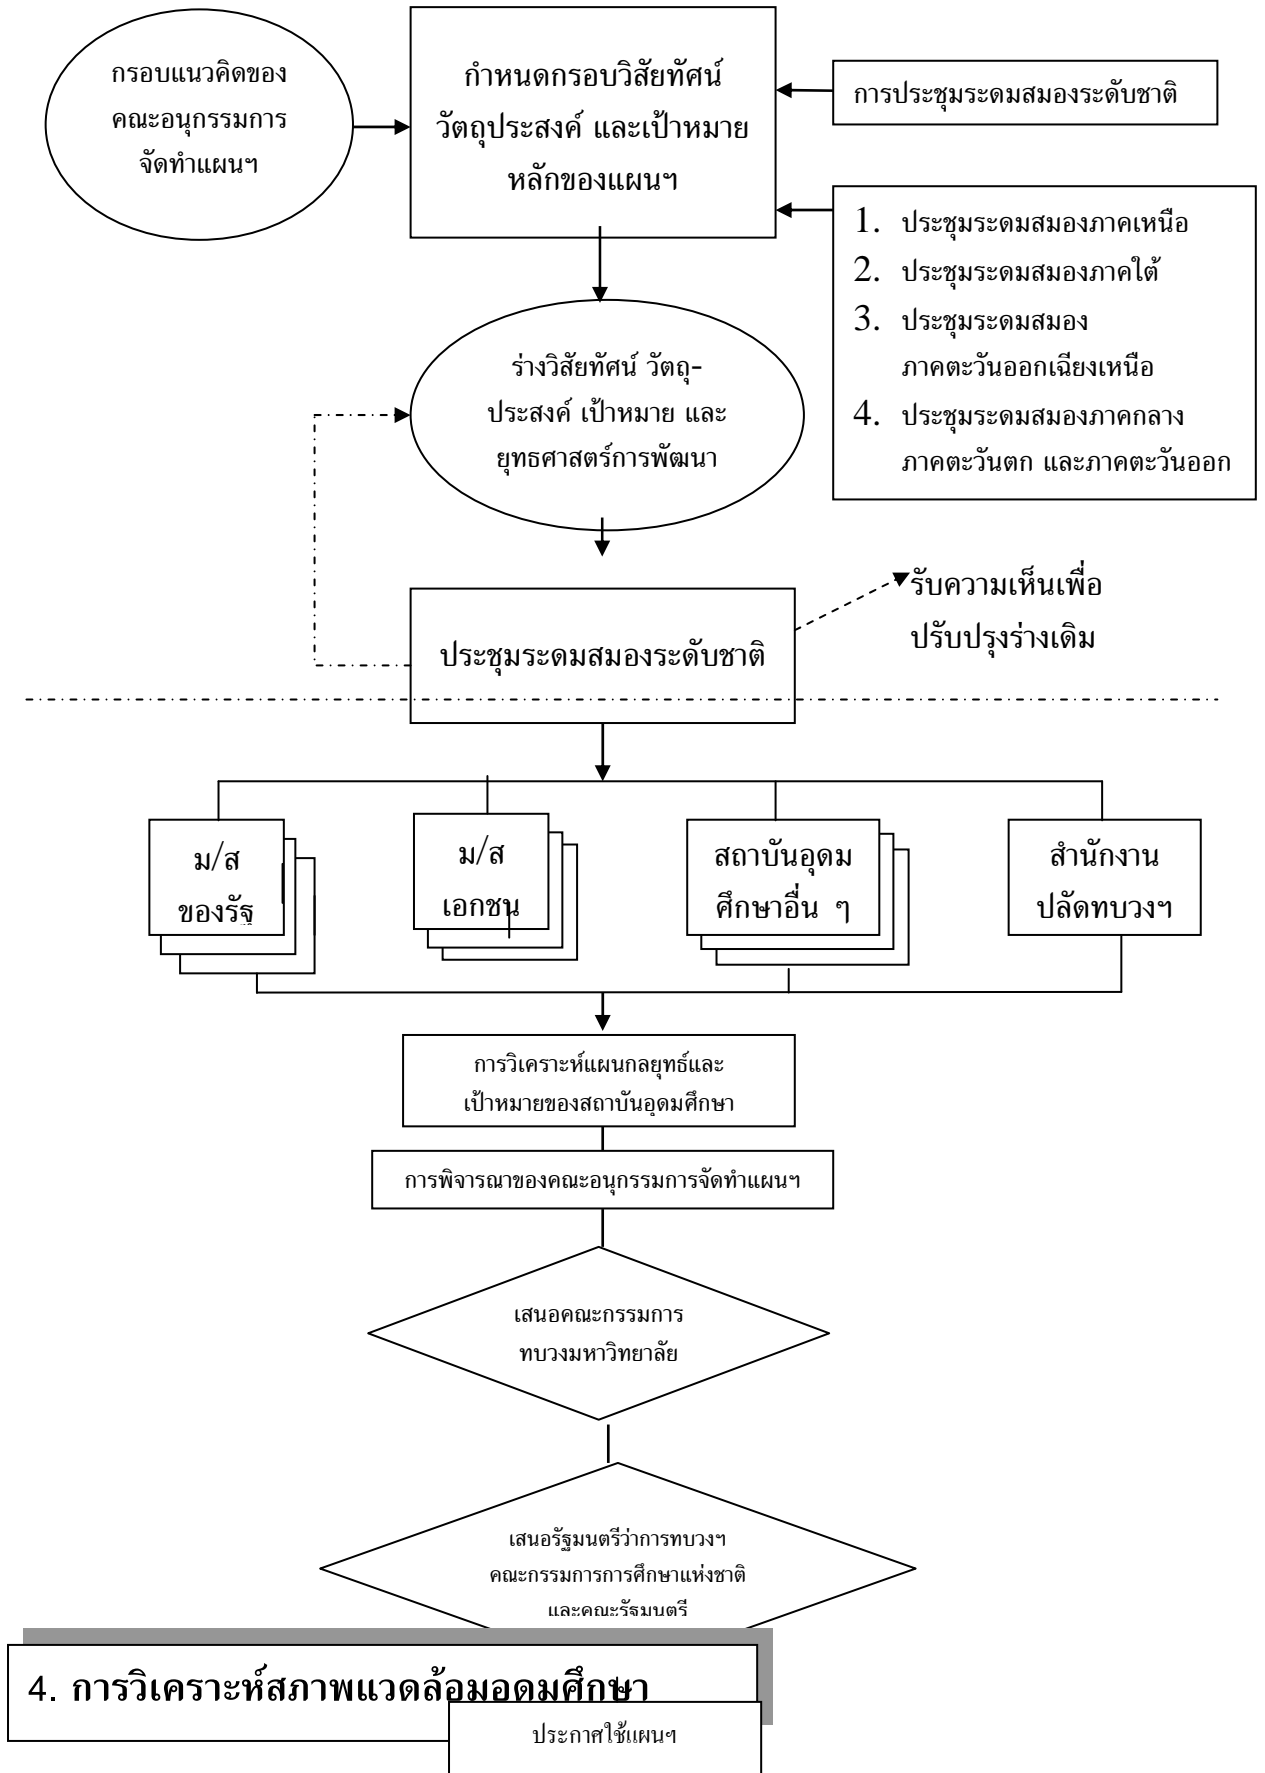 กรอบแนวคิดของ
คณะอนุกรรมการ
จัดทำแผนฯ
กำหนดกรอบวิสัยทัศน์
วัตถุประสงค์ และเป้าหมาย
หลักของแผนฯ
การประชุมระดมสมองระดับชาติ
1. ประชุมระดมสมองภาคเหนือ
2. ประชุมระดมสมองภาคใต้
3. ประชุมระดมสมอง
ภาคตะวันออกเฉียงเหนือ
4. ประชุมระดมสมองภาคกลาง
ภาคตะวันตก และภาคตะวันออก
ร่างวิสัยทัศน์ วัตถุ-
ประสงค์ เป้าหมาย และ
ยุทธศาสตร์การพัฒนา
รับความเห็นเพื่อ
ปรับปรุงร่างเดิม
ประชุมระดมสมองระดับชาติ
ม/ส
ของรัฐ
ม/ส
เอกชน
สถาบันอุดม
ศึกษาอื่น ๆ
สำนักงาน
ปลัดทบวงฯ
การวิเคราะห์แผนกลยุทธ์และ
เป้าหมายของสถาบันอุดมศึกษา
การพิจารณาของคณะอนุกรรมการจัดทำแผนฯ
เสนอคณะกรรมการ
ทบวงมหาวิทยาลัย
เสนอรัฐมนตรีว่าการทบวงฯ
คณะกรรมการการศึกษาแห่งชาติ
และคณะรัฐมนตรี
4. การวิเคราะห์สภาพแวดล้อมอุดมศึกษา
ประกาศใช้แผนฯ